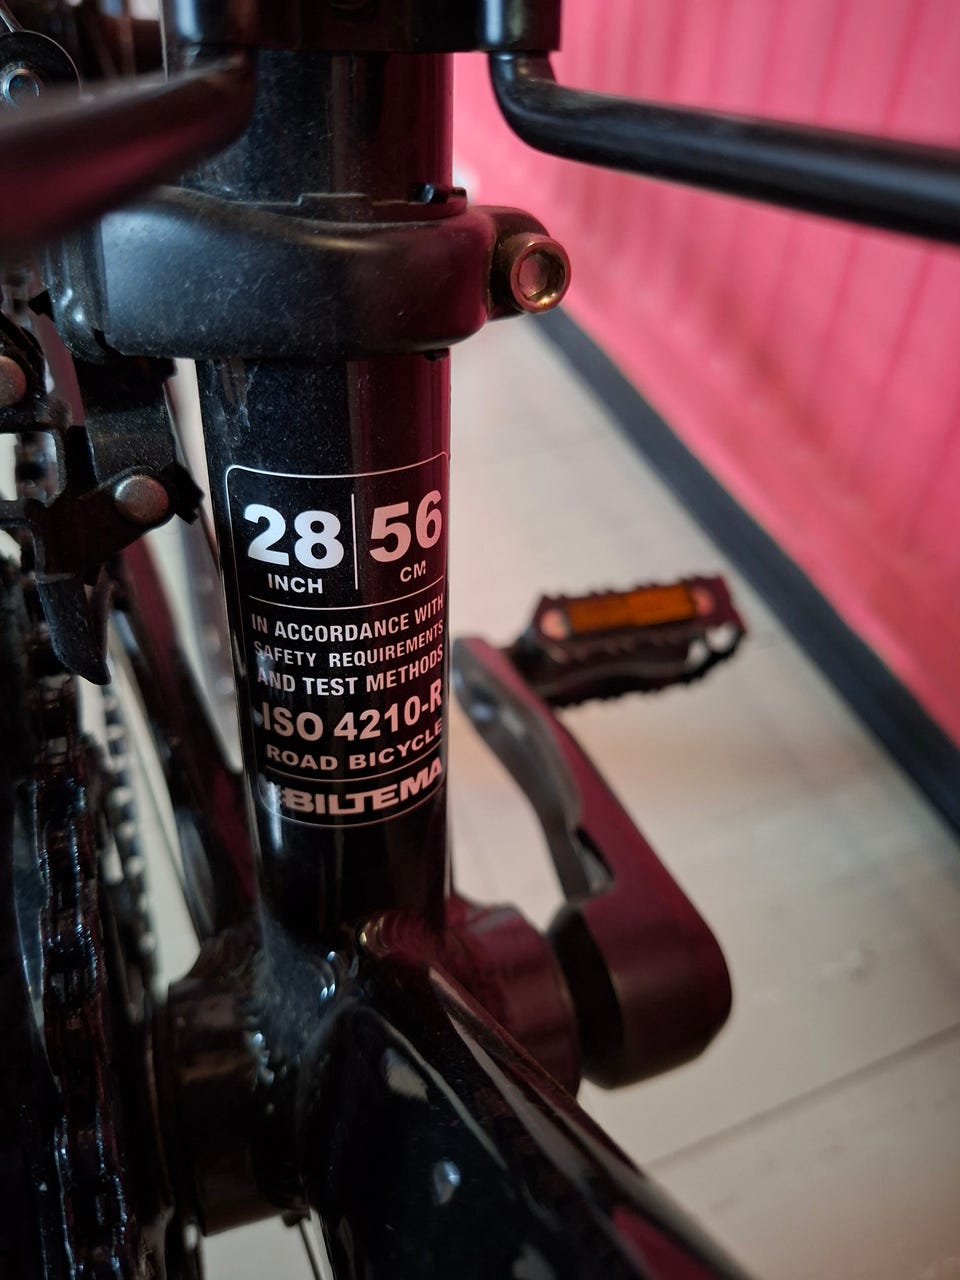 28 56
INCH CM
IN ACCORDANCE WITH
SAFETY REQUIREMENTS
AND TEST METHODS
ISO 4210-R
ROAD BICYCLE
BILTEMA